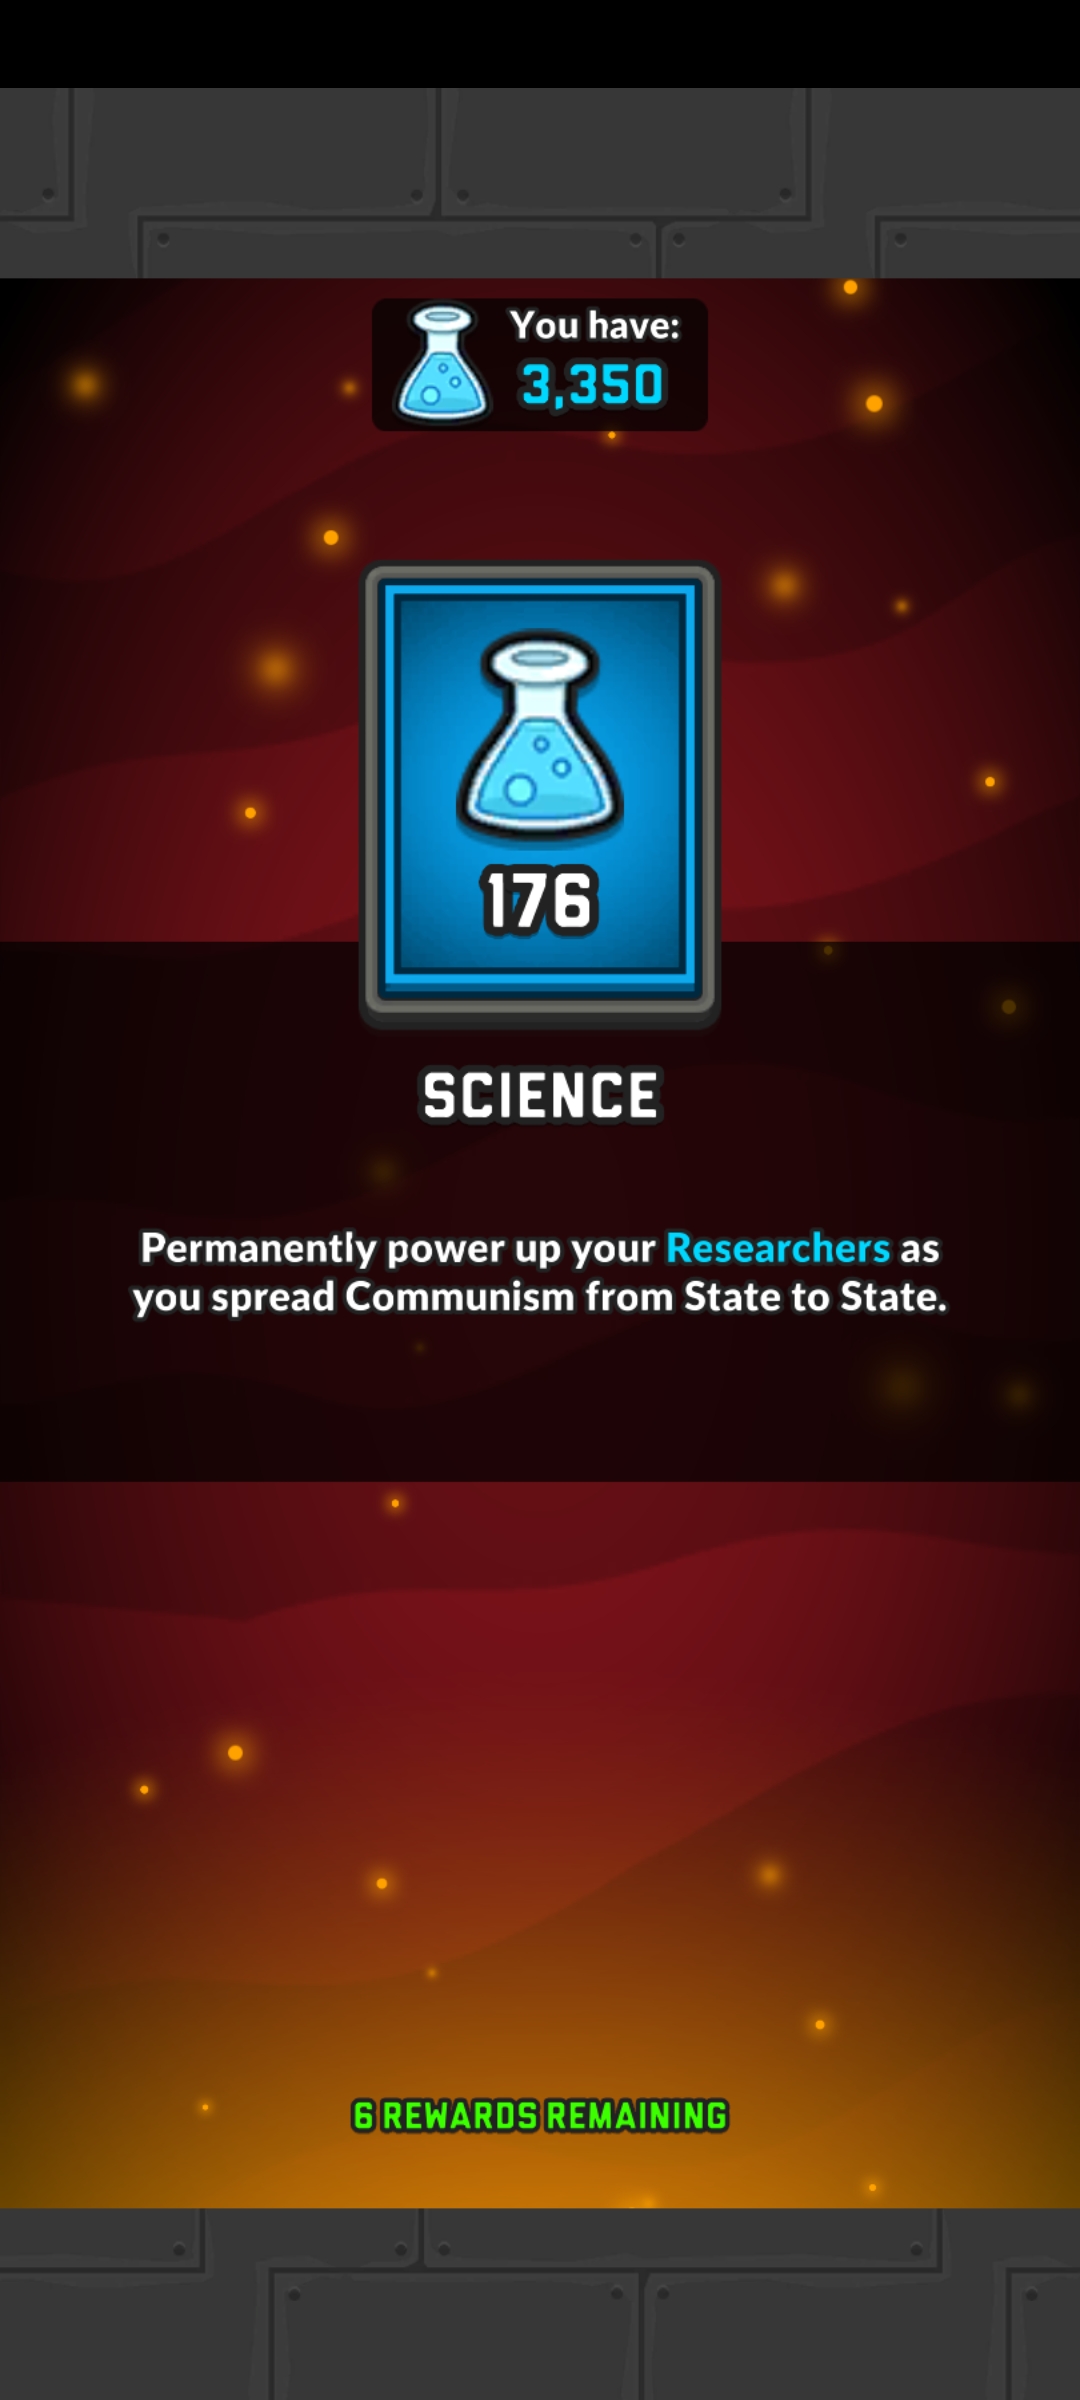 You have:
3,350
176
SCIENCE
Permanently power up your Researchers as
you spread Communism from State to State.
6 REWARDS REMAINING